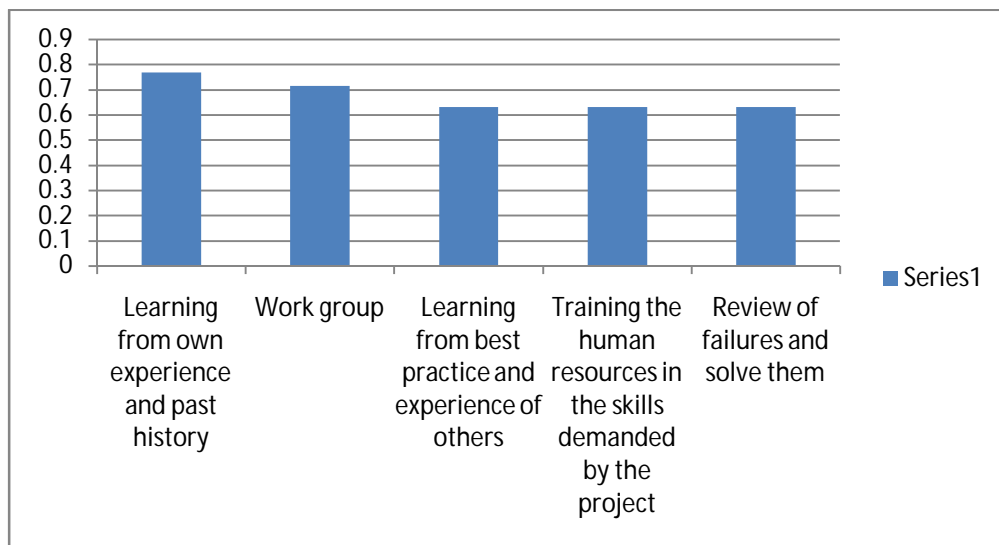 0.9
0.8
0.7
0.6
0.5
0.4
0.3
0.2
0.1
0
Learning
from own
experience
and past
history
Work group
Learning
from best
practice and
experience of
others
Training the
human
resources in
the skills
demanded
by the
project
Review of
failures and
solve them
Series1